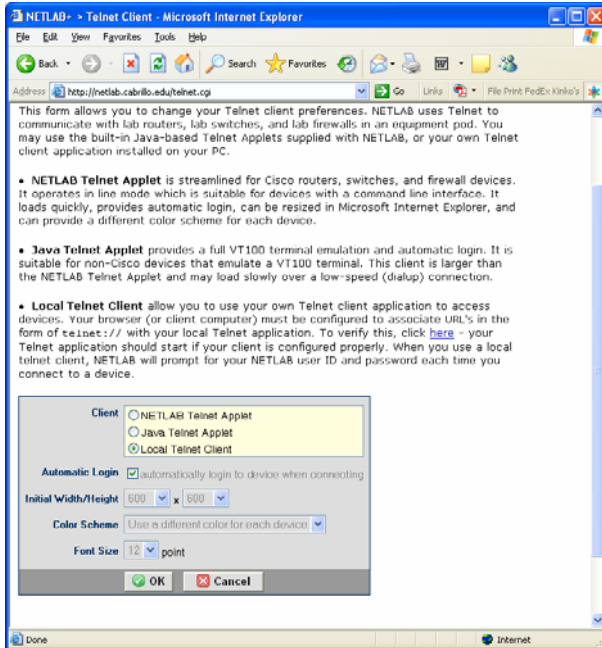 NETLAB+ > Telnet Client - Microsoft Internet Explorer
File Edit View Favorites Tools Help
Back Search Favorites
Address http://netlab.cabrillo.edu/telnet.cgi Go Links File Print FedEx Kinko's
This form allows you to change your Telnet client preferences. NETLAB uses Telnet to
communicate with lab routers, lab switches, and lab firewalls in an equipment pod. You
may use the built-in Java-based Telnet Applets supplied with NETLAB, or your own Telnet
client application installed on your PC.
• NETLAB Telnet Applet is streamlined for Cisco routers, switches, and firewall devices.
It operates in line mode which is suitable for devices with a command line interface. It
loads quickly, provides automatic login, can be resized in Microsoft Internet Explorer, and
can provide a different color scheme for each device.
• Java Telnet Applet provides a full VT100 terminal emulation and automatic login. It is
suitable for non-Cisco devices that emulate a VT100 terminal. This client is larger than
the NETLAB Telnet Applet and may load slowly over a low-speed (dialup) connection.
• Local Telnet Client allow you to use your own Telnet client application to access
devices. Your browser (or client computer) must be configured to associate URL's in the
form of telnet:// with your local Telnet application. To verify this, click here - your
Telnet application should start if your client is configured properly. When you use a local
telnet client, NETLAB will prompt for your NETLAB user ID and password each time you
connect to a device.
Client NETLAB Telnet Applet
Java Telnet Applet
Local Telnet Client
Automatic Login automatically login to device when connecting
Initial Width/Height 600 x 600
Color Scheme Use a different color for each device
Font Size 12 point
OK Cancel
Done Internet